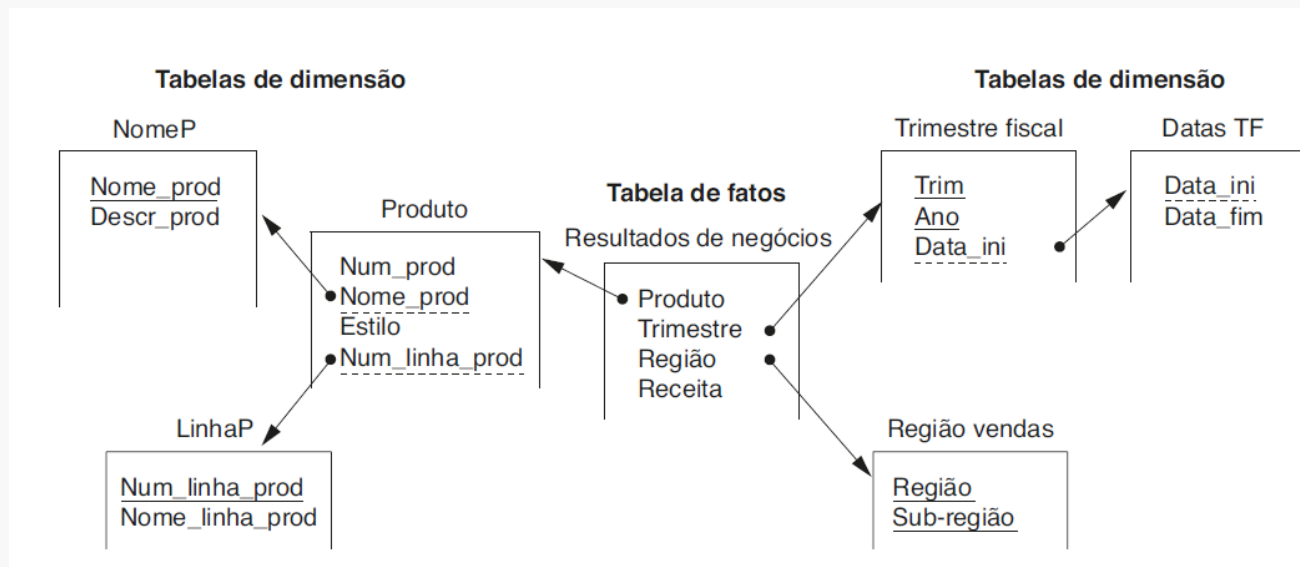 Tabelas de dimensão
NomeP
Nome_prod
Descr_prod
Produto
Num_prod
Nome_prod
Estilo
Num_linha_prod
LinhaP
Num_linha_prod
Nome_linha_prod
Tabela de fatos
Resultados de negócios
Produto
Trimestre
Região
Receita
Tabelas de dimensão
Trimestre fiscal
Trim
Ano
Data_ini
Datas TF
Data_ini
Data_fim
Região vendas
Região
Sub-região